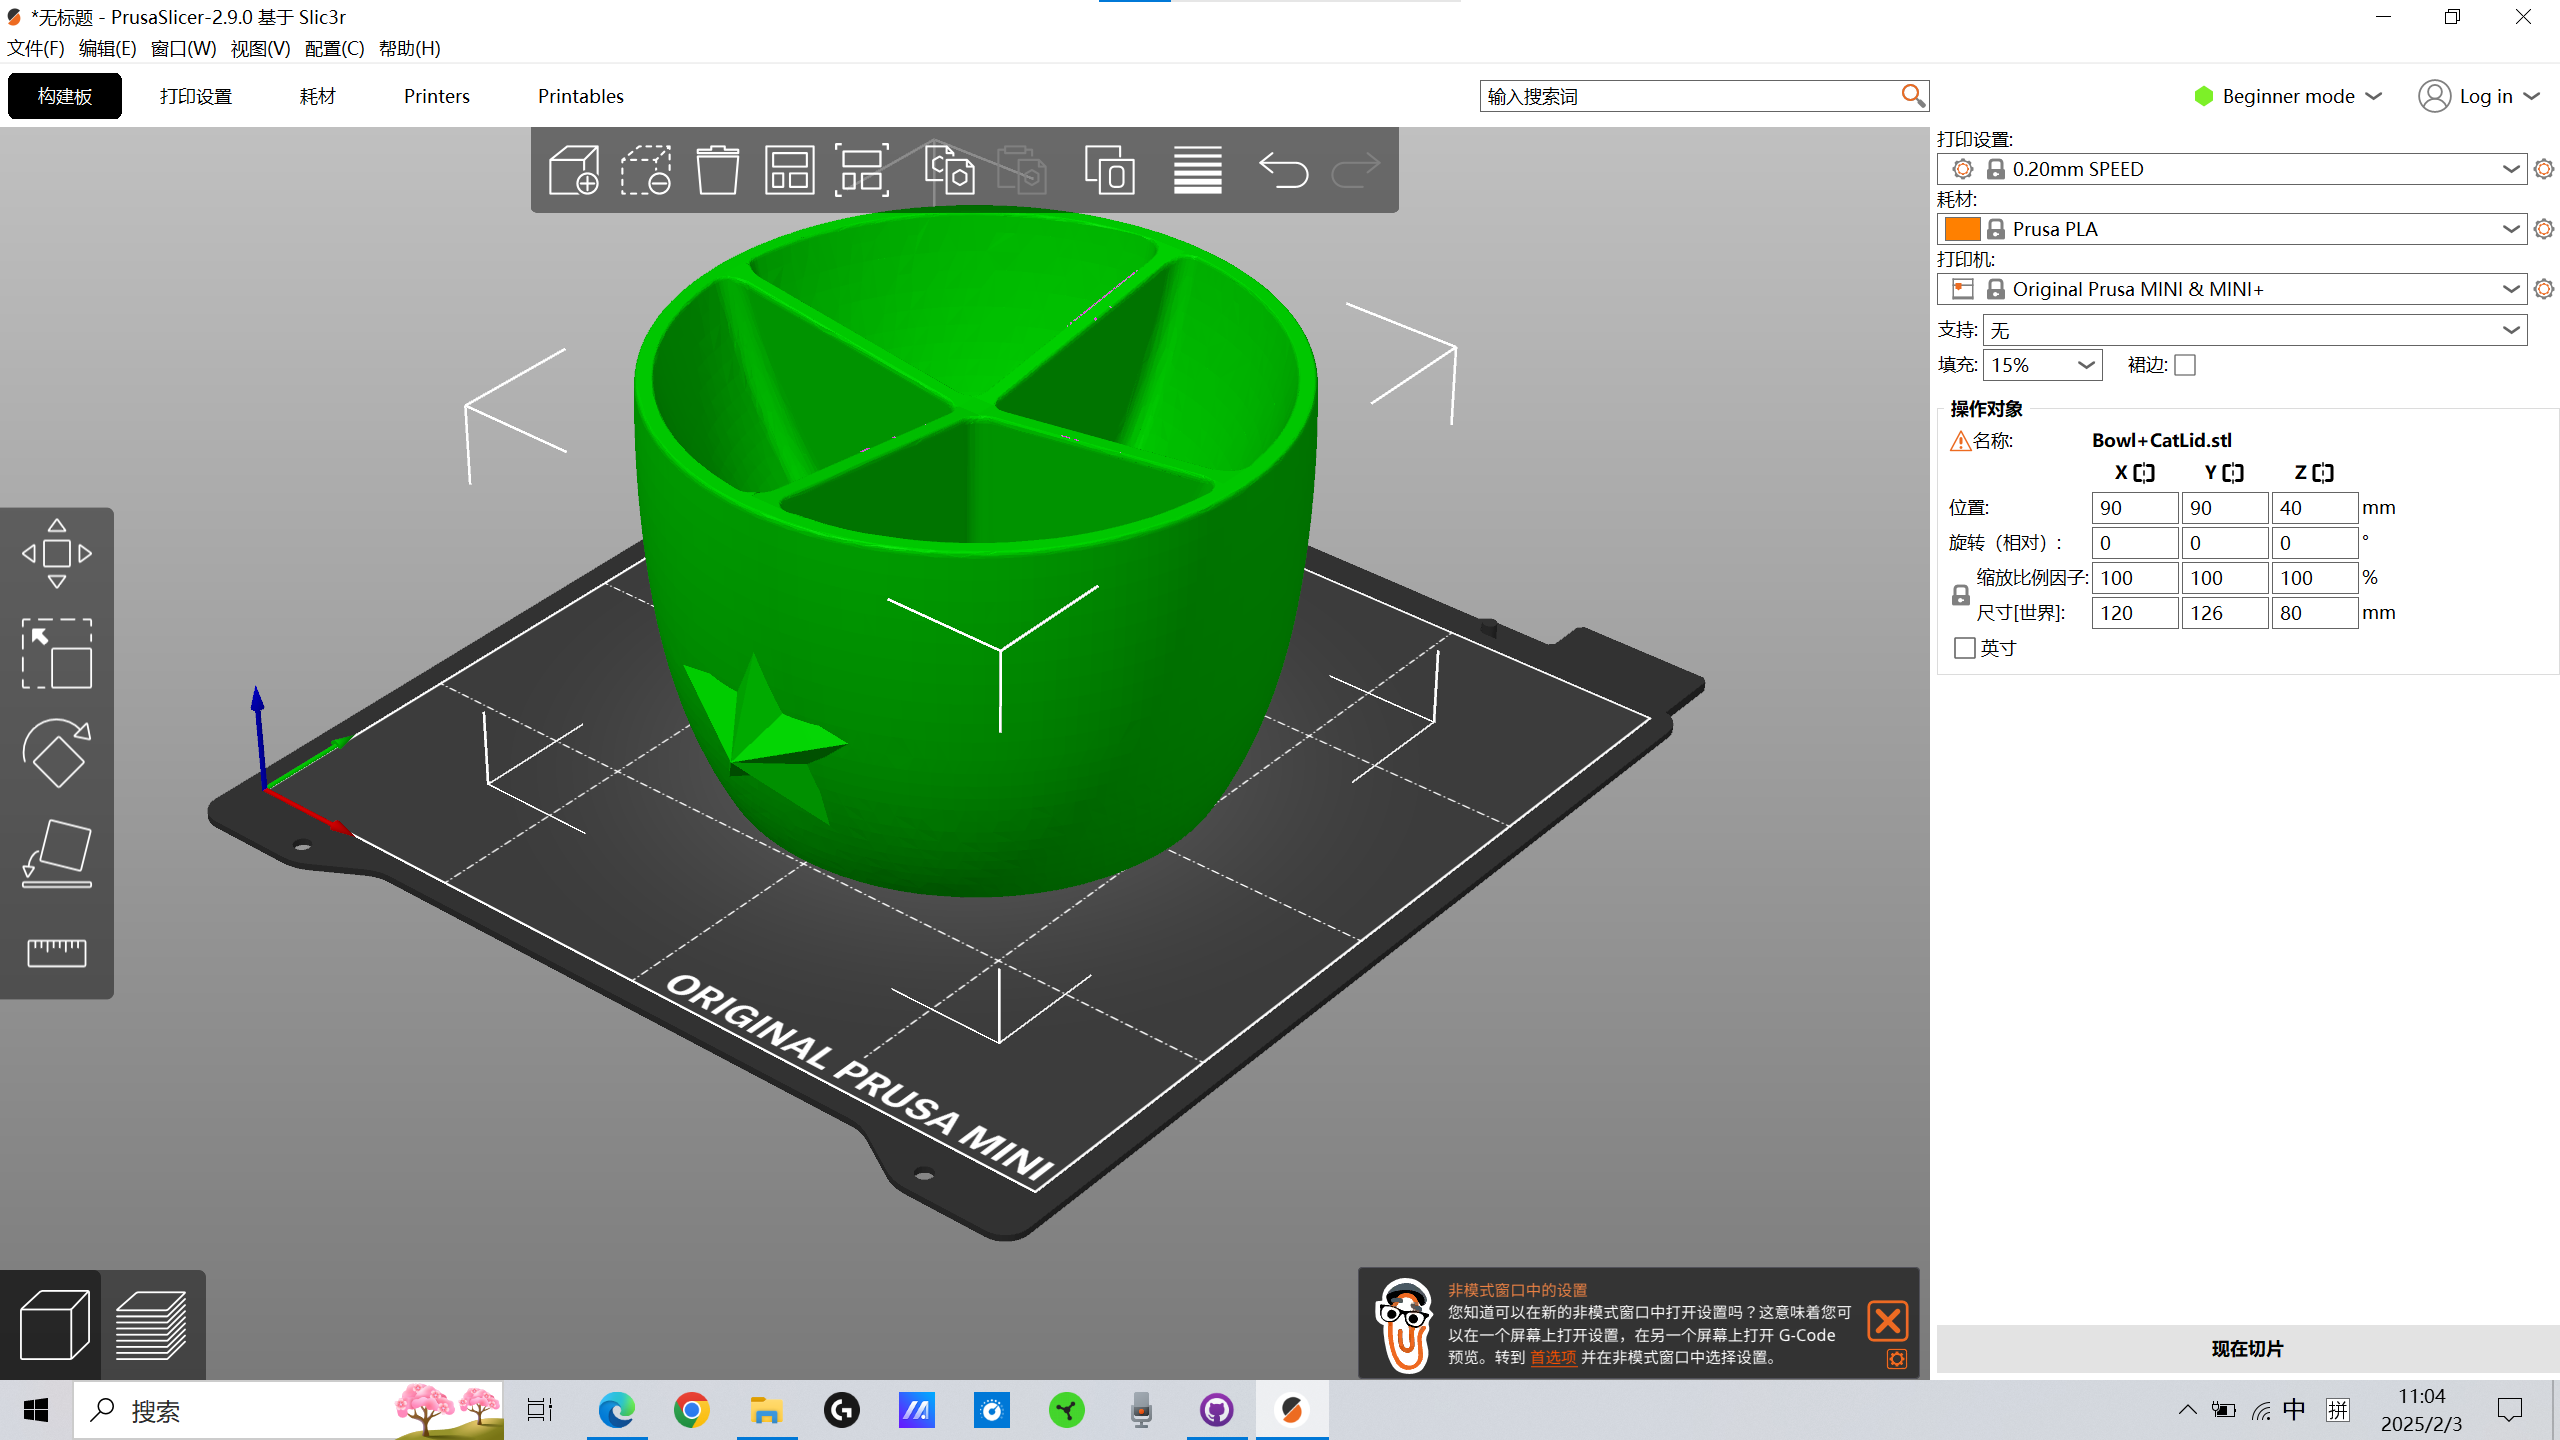 *无标题 - PrusaSlicer-2.9.0 基于 Slic3r
文件(F) 编辑(E) 窗口(W) 视图(V) 配置(C) 帮助(H)
构建板 打印设置 耗材 Printers Printables
输入搜索词
Beginner mode
Log in
打印设置:
0.20mm SPEED
耗材:
Prusa PLA
打印机:
Original Prusa MINI & MINI+
支持: 无
填充: 15% 裙边:
操作对象
名称: Bowl+CatLid.stl
X Y Z
位置: 90 90 40 mm
旋转（相对）: 0 0 0 °
缩放比例因子: 100 100 100 %
尺寸[世界]: 120 126 80 mm
英寸
ORIGINAL PRUSA MINI
非模式窗口中的设置
您知道可以在新的非模式窗口中打开设置吗？这意味着您可
以在一个屏幕上打开设置，在另一个屏幕上打开 G-Code
预览。转到 首选项 并在非模式窗口中选择设置。
现在切片
搜索
中
拼
11:04
2025/2/3